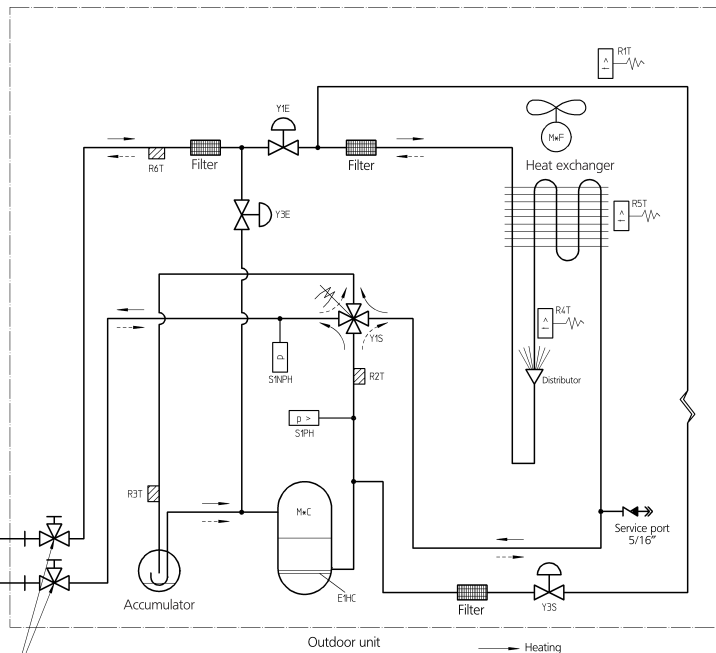 R1T
Y1E
M*F
R6T
Filter
Filter
Heat exchanger
R5T
Y3E
R4T
Y1S
p
S1NPH
R2T
Distributor
p >
S1PH
R3T
M*C
Service port
5/16"
E1HC
Accumulator
Filter
Y3S
Outdoor unit
Heating